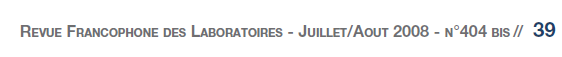 Revue Francophone des Laboratoires - Juillet/Aout 2008 - n°404 bis // 39